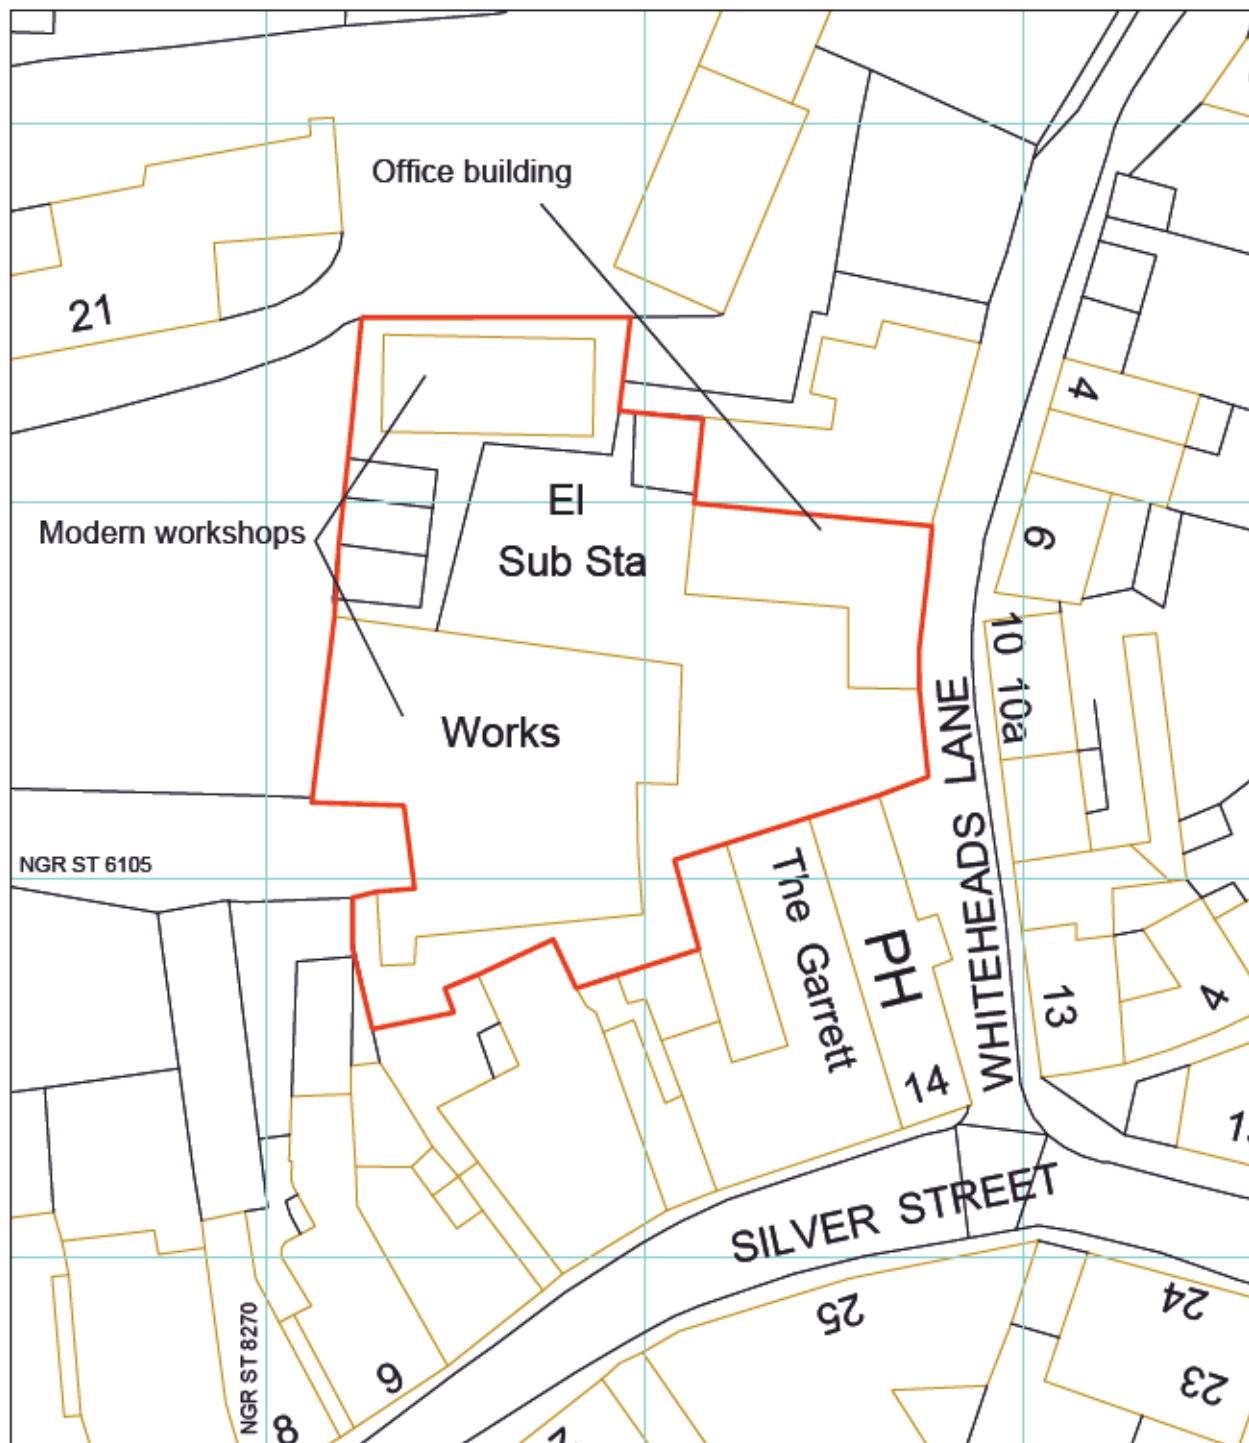 Office building
21
4
El
Sub Sta
Modern workshops
6
10 10a
Works
WHITEHEADS LANE
NGR ST 6105
The Garrett
PH
14
13
4
SILVER STREET
25
24
23
NGR ST 8270
9
8